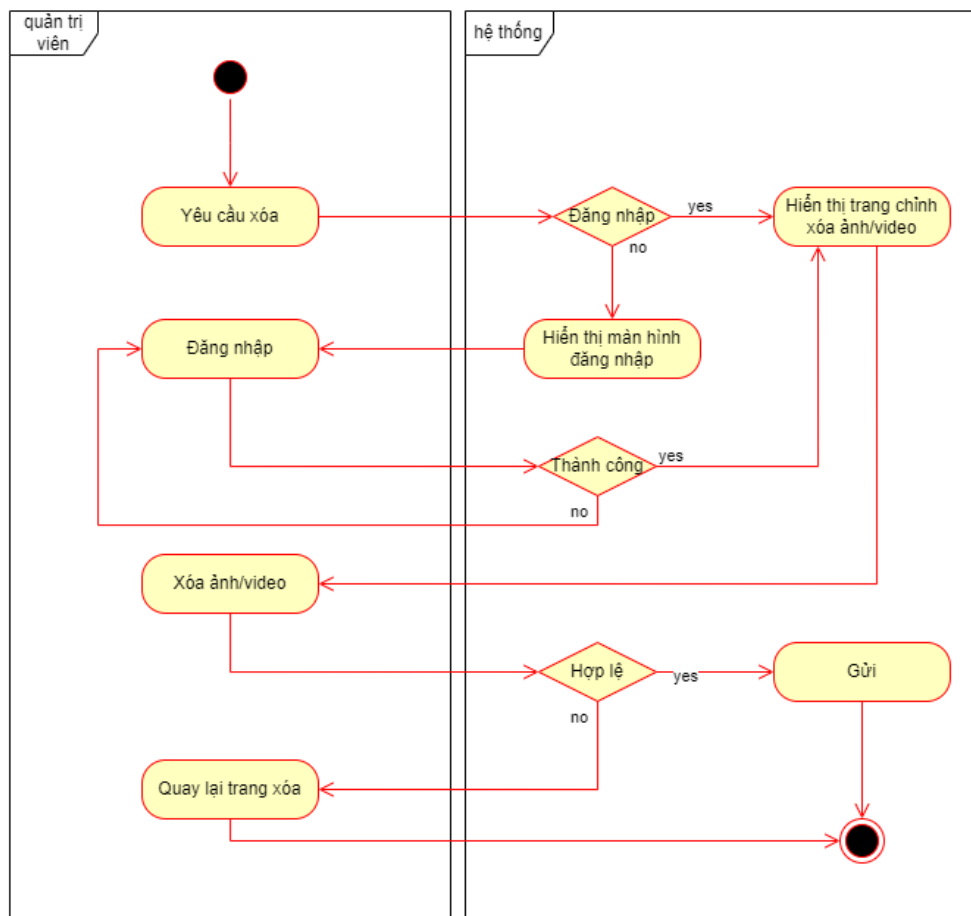 quản trị
viên
hệ thống
Yêu cầu xóa
Đăng nhập
yes
Hiển thị trang chỉnh
xóa ảnh/video
no
Đăng nhập
Hiển thị màn hình
đăng nhập
Thành công
yes
no
Xóa ảnh/video
Hợp lệ
yes
Gửi
no
Quay lại trang xóa